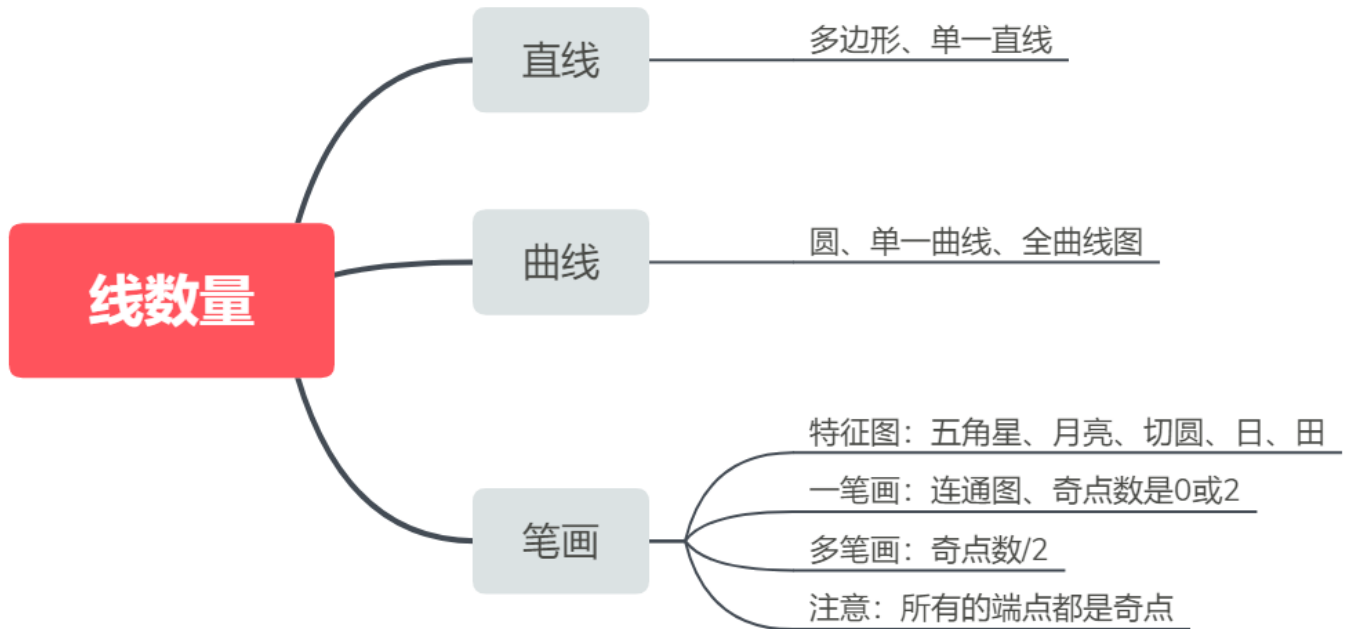 线数量
直线
多边形、单一直线
曲线
圆、单一曲线、全曲线图
笔画
特征图：五角星、月亮、切圆、日、田
一笔画：连通图、奇点数是0或2
多笔画：奇点数/2
注意：所有的端点都是奇点